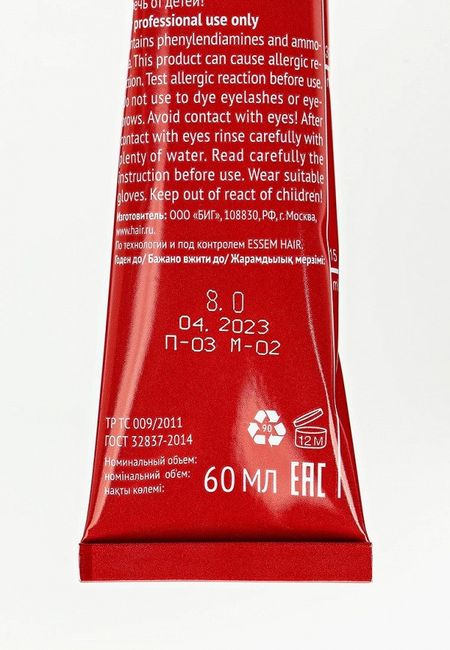 от детей!
professional use only
phenylendiamines and ammo-
This product can cause allergic re-
Test allergic reaction before use.
not use to dye eyelashes or eye-
Avoid contact with eyes! After
contact with eyes rinse carefully with
plenty of water. Read carefully the
instruction before use. Wear suitable
gloves. Keep out of react of children!
Изготовитель: ООО «БИГ», 108830, РФ, г. Москва,
www.hair.ru.
По технологии и под контролем ESSEM HAIR.
Годен до/ Бажано вжити до/ Жарамдылық мерзімі:
15
8.0
04.2023
П-03 М-02
ТР ТС 009/2011
ГОСТ 32837-2014
90
12 М
Номинальный объем:
номінальний об'єм:
нақты көлемі:
60 МЛ EAC